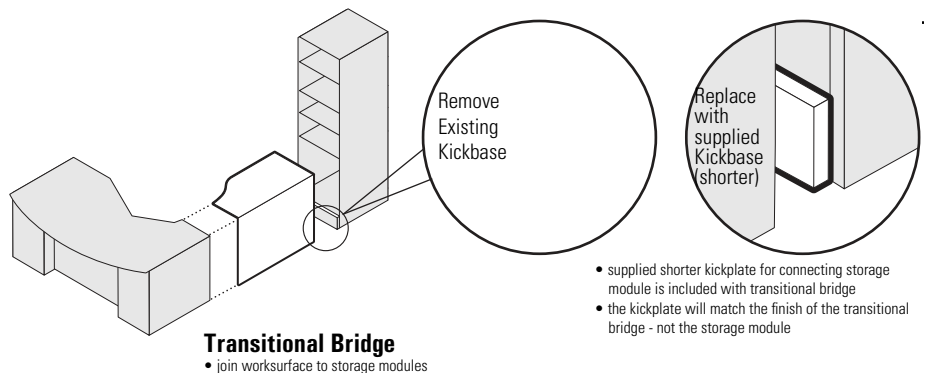 Remove
Existing
Kickbase
Replace
with
supplied
Kickbase
(shorter)
• supplied shorter kickplate for connecting storage
module is included with transitional bridge
• the kickplate will match the finish of the transitional
bridge - not the storage module
Transitional Bridge
• join worksurface to storage modules